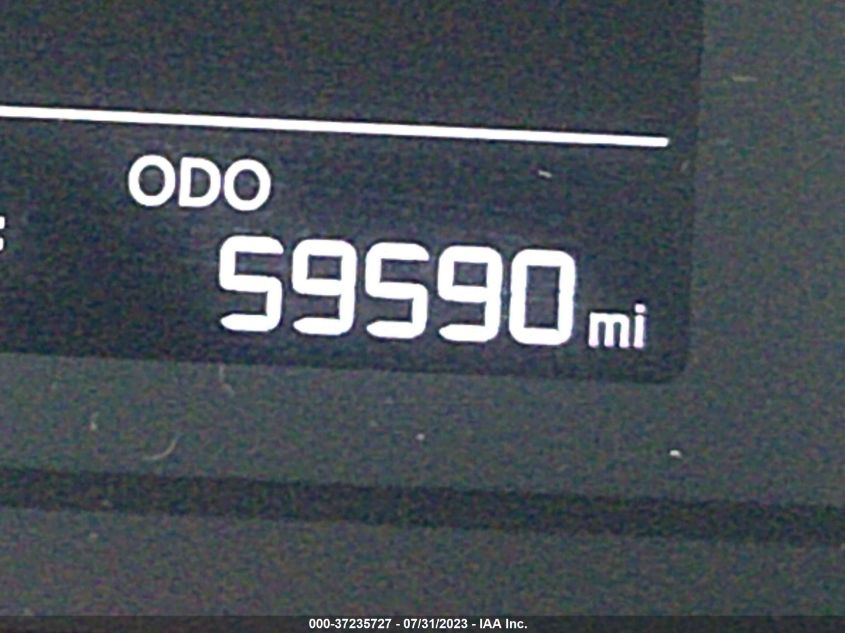 ODO
59590 mi
000-37235727 - 07/31/2023 - IAA Inc.